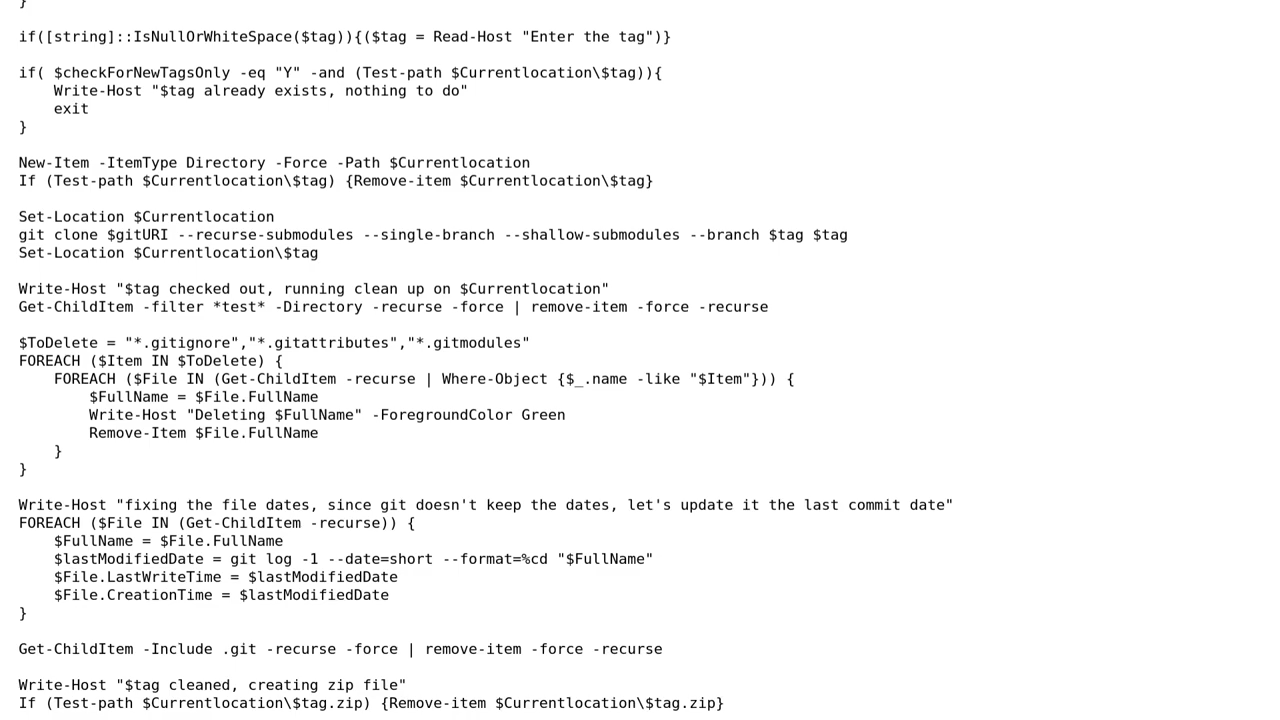 }
if([string]::IsNullOrWhiteSpace($tag)){($tag = Read-Host "Enter the tag")}
if( $checkForNewTagsOnly -eq "Y" -and (Test-path $Currentlocation\$tag)){
    Write-Host "$tag already exists, nothing to do"
    exit
}
New-Item -ItemType Directory -Force -Path $Currentlocation
If (Test-path $Currentlocation\$tag) {Remove-item $Currentlocation\$tag}
Set-Location $Currentlocation
git clone $gitURI --recurse-submodules --single-branch --shallow-submodules --branch $tag $tag
Set-Location $Currentlocation\$tag
Write-Host "$tag checked out, running clean up on $Currentlocation"
Get-ChildItem -filter *test* -Directory -recurse -force | remove-item -force -recurse
$ToDelete = "*.gitignore","*.gitattributes","*.gitmodules"
FOREACH ($Item IN $ToDelete) {
    FOREACH ($File IN (Get-ChildItem -recurse | Where-Object {$_.name -like "$Item"})) {
        $FullName = $File.FullName
        Write-Host "Deleting $FullName" -ForegroundColor Green
        Remove-Item $File.FullName
    }
}
Write-Host "fixing the file dates, since git doesn't keep the dates, let's update it the last commit date"
FOREACH ($File IN (Get-ChildItem -recurse)) {
    $FullName = $File.FullName
    $lastModifiedDate = git log -1 --date=short --format=%cd "$FullName"
    $File.LastWriteTime = $lastModifiedDate
    $File.CreationTime = $lastModifiedDate
}
Get-ChildItem -Include .git -recurse -force | remove-item -force -recurse
Write-Host "$tag cleaned, creating zip file"
If (Test-path $Currentlocation\$tag.zip) {Remove-item $Currentlocation\$tag.zip}